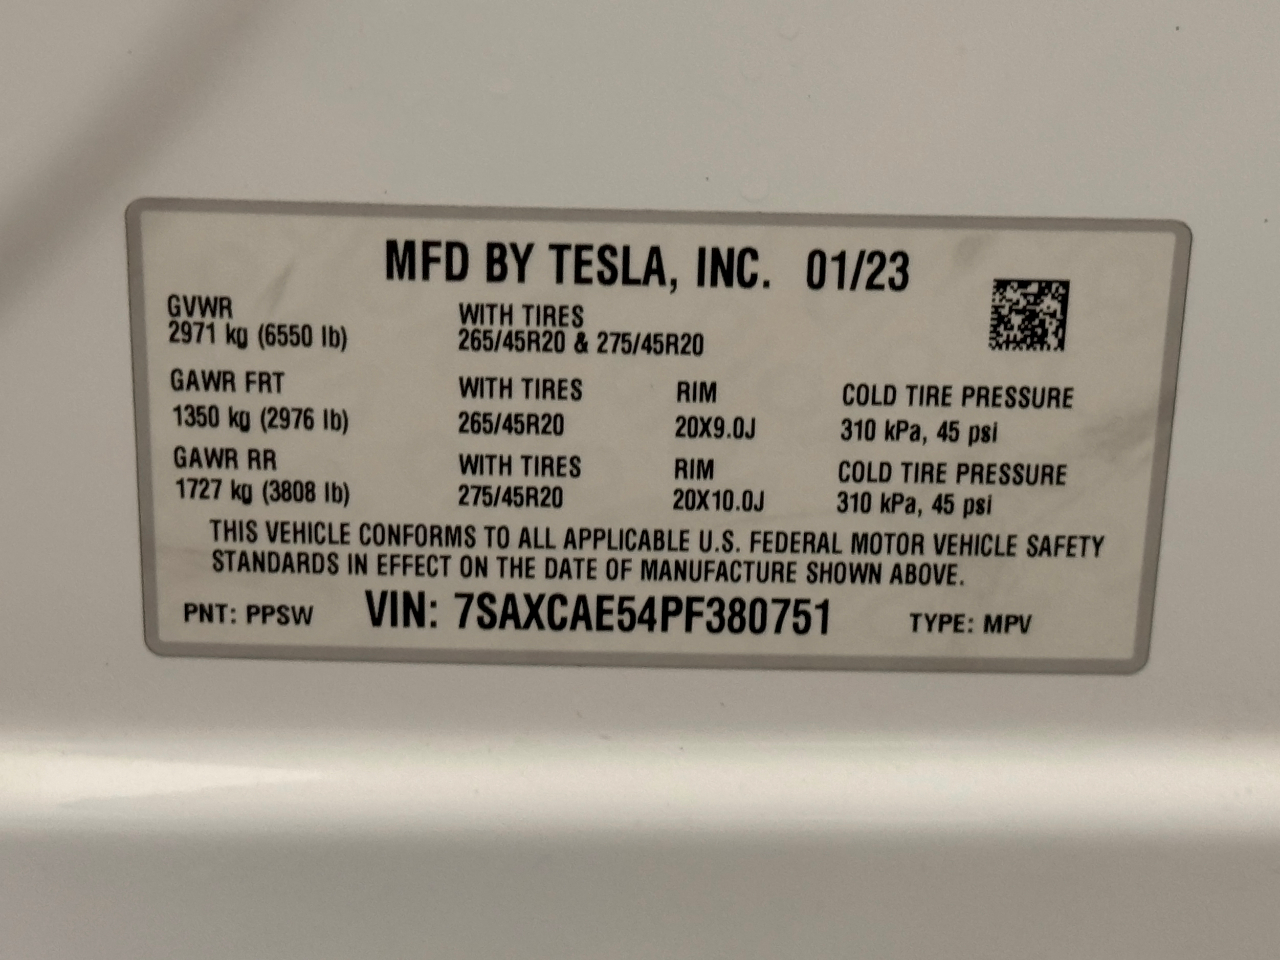 MFD BY TESLA, INC. 01/23
GVWR
2971 kg (6550 lb)
WITH TIRES
265/45R20 & 275/45R20
GAWR FRT
1350 kg (2976 lb)
WITH TIRES
265/45R20
RIM
20X9.0J
COLD TIRE PRESSURE
310 kPa, 45 psi
GAWR RR
1727 kg (3808 lb)
WITH TIRES
275/45R20
RIM
20X10.0J
COLD TIRE PRESSURE
310 kPa, 45 psi
THIS VEHICLE CONFORMS TO ALL APPLICABLE U.S. FEDERAL MOTOR VEHICLE SAFETY
STANDARDS IN EFFECT ON THE DATE OF MANUFACTURE SHOWN ABOVE.
PNT: PPSW VIN: 7SAXCAE54PF380751 TYPE: MPV